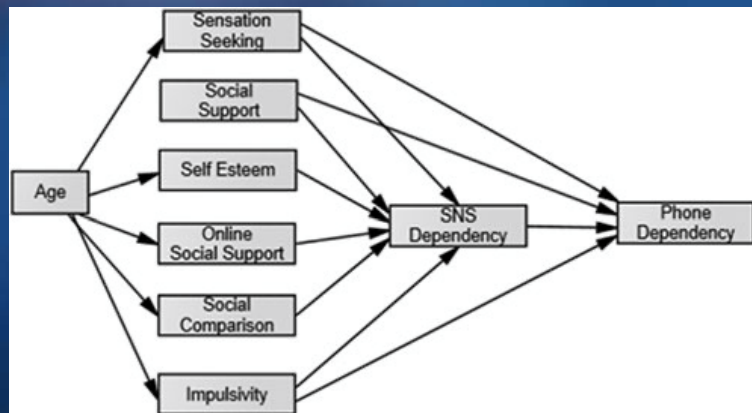 Sensation
Seeking
Social
Support
Self Esteem
Age
Online
Social Support
SNS
Dependency
Phone
Dependency
Social
Comparison
Impulsivity